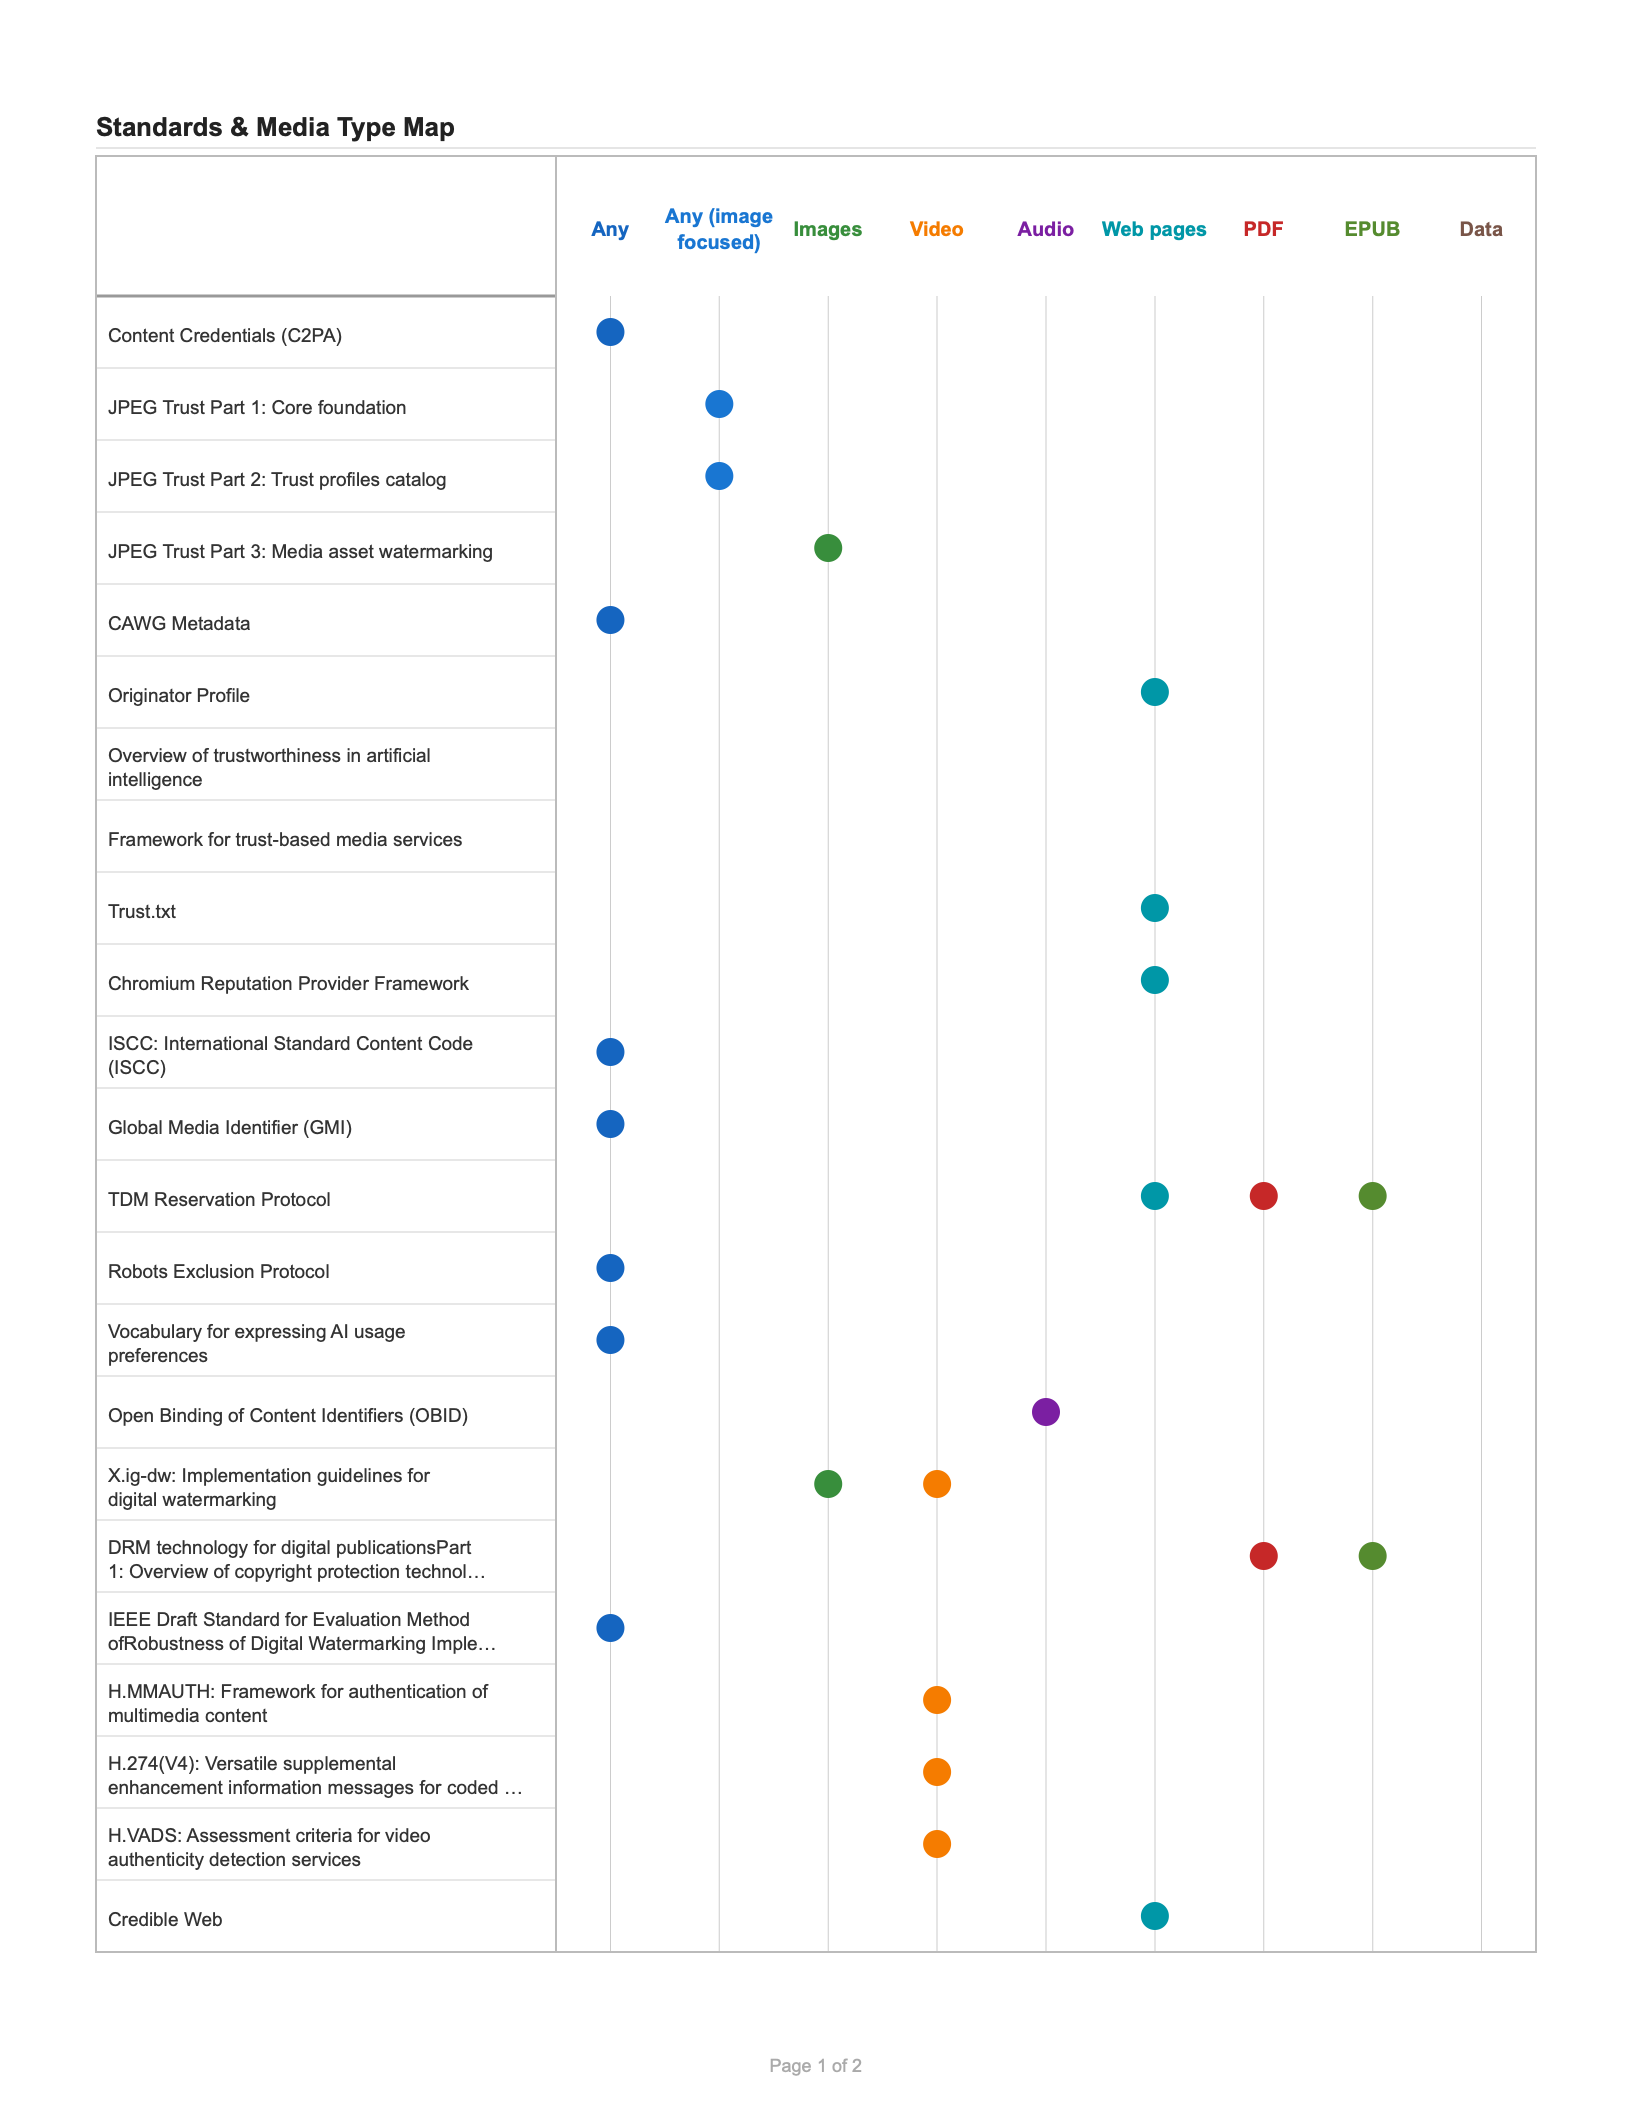 Standards & Media Type Map
Any
Any (image
focused)
Images
Video
Audio
Web pages
PDF
EPUB
Data
Content Credentials (C2PA)
JPEG Trust Part 1: Core foundation
JPEG Trust Part 2: Trust profiles catalog
JPEG Trust Part 3: Media asset watermarking
CAWG Metadata
Originator Profile
Overview of trustworthiness in artificial
intelligence
Framework for trust-based media services
Trust.txt
Chromium Reputation Provider Framework
ISCC: International Standard Content Code
(ISCC)
Global Media Identifier (GMI)
TDM Reservation Protocol
Robots Exclusion Protocol
Vocabulary for expressing AI usage
preferences
Open Binding of Content Identifiers (OBID)
X.ig-dw: Implementation guidelines for
digital watermarking
DRM technology for digital publicationsPart
1: Overview of copyright protection technol…
IEEE Draft Standard for Evaluation Method
ofRobustness of Digital Watermarking Imple…
H.MMAUTH: Framework for authentication of
multimedia content
H.274(V4): Versatile supplemental
enhancement information messages for coded …
H.VADS: Assessment criteria for video
authenticity detection services
Credible Web
Page 1 of 2